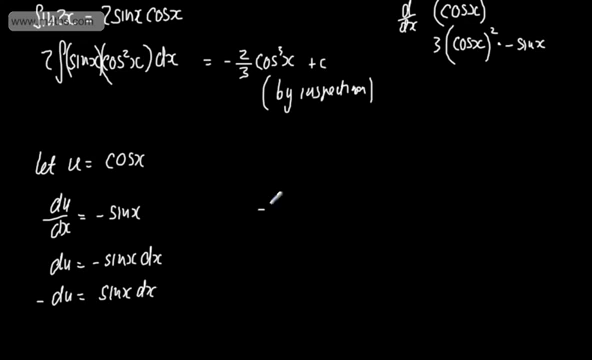 sin2x = 2sinx cosx
2∫(sinx)(cos²x) dx = -2/3 cos³x + c
(by inspection)
d/dx (cosx)
3(cosx)² · -sinx
let u = cosx
du/dx = -sinx
du = -sinx dx
-du = sinx dx
-